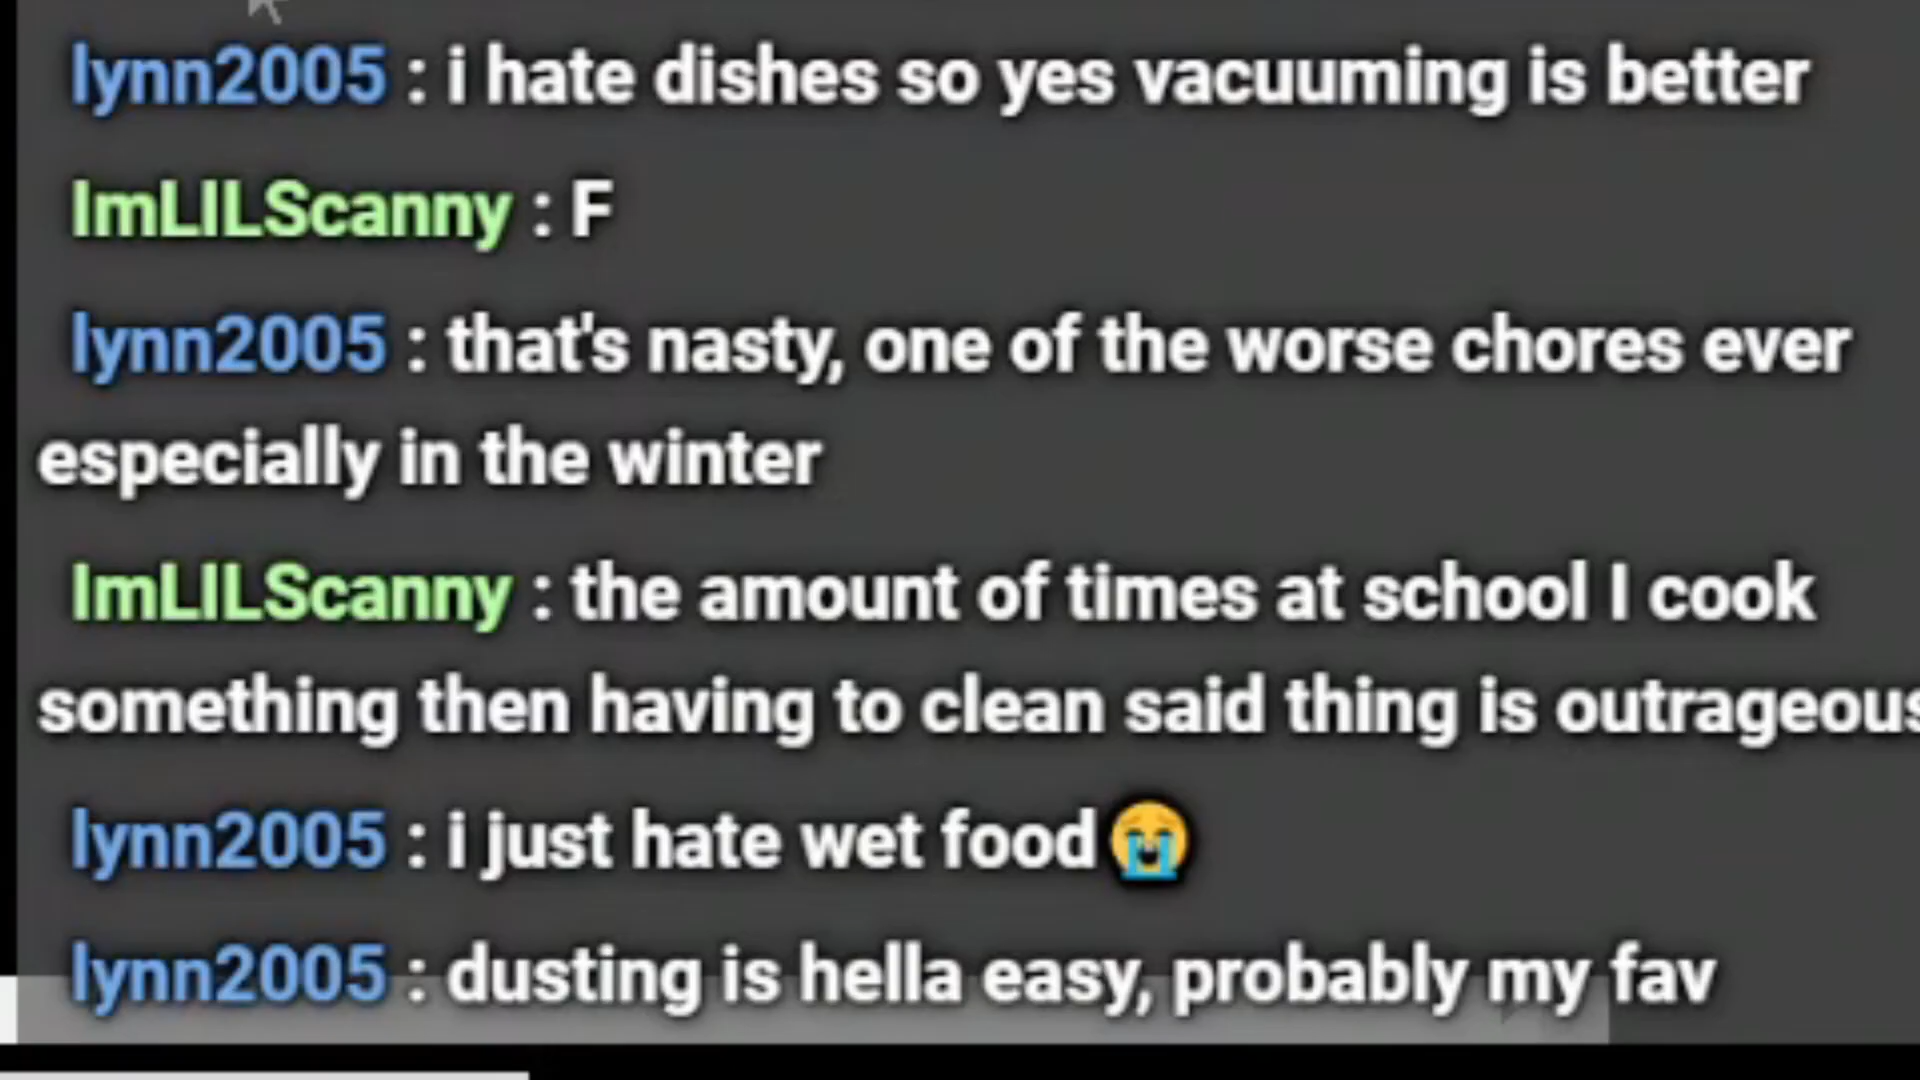 lynn2005 : i hate dishes so yes vacuuming is better
ImLILScanny : F
lynn2005 : that's nasty, one of the worse chores ever
especially in the winter
ImLILScanny : the amount of times at school I cook
something then having to clean said thing is outrageous
lynn2005 : i just hate wet food😭
lynn2005 : dusting is hella easy, probably my fav